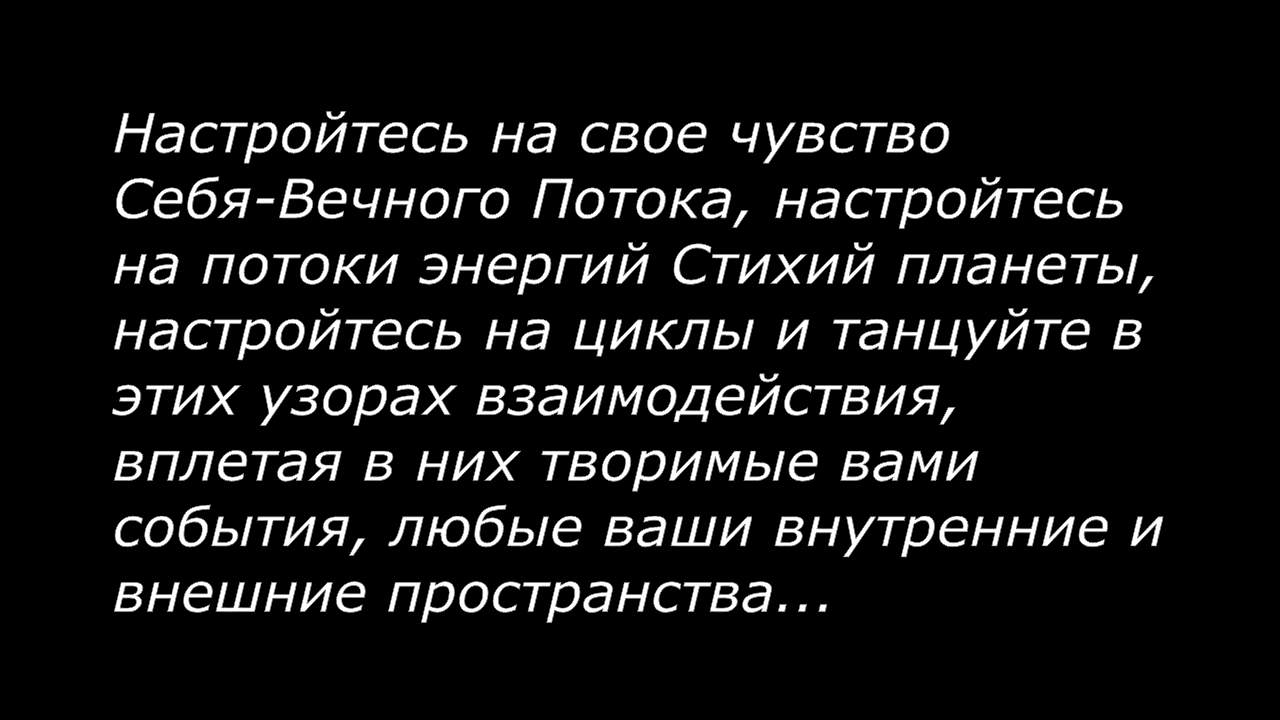 Настройтесь на свое чувство
Себя-Вечного Потока, настройтесь
на потоки энергий Стихий планеты,
настройтесь на циклы и танцуйте в
этих узорах взаимодействия,
вплетая в них творимые вами
события, любые ваши внутренние и
внешние пространства...